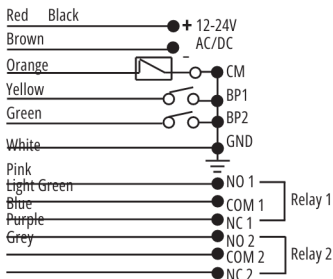 Red Black
+ 12-24V
Brown
AC/DC
-
Orange
CM
Yellow
BP1
Green
BP2
White
GND
Pink
Light Green
NO 1
Blue
COM 1
Relay 1
Purple
NC 1
Grey
NO 2
COM 2
Relay 2
NC 2